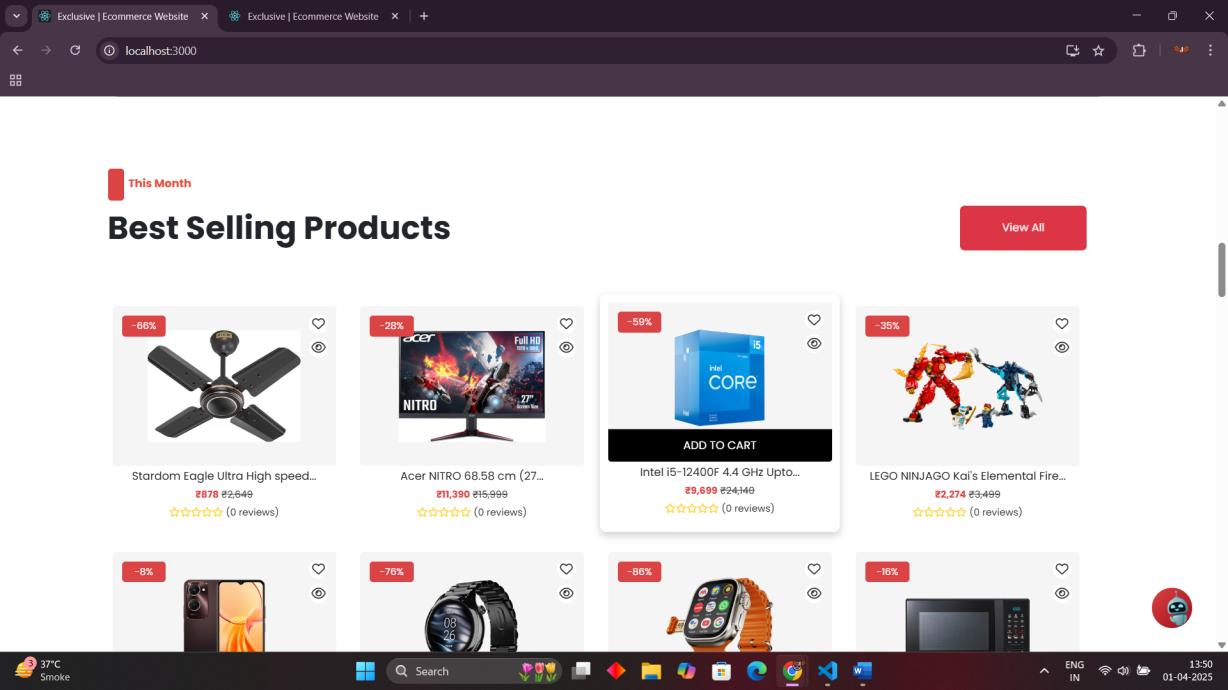 Exclusive | Ecommerce Website
Exclusive | Ecommerce Website
localhost:3000
This Month
Best Selling Products
View All
-66%
-28%
acer
Full HD
NITRO
27"
-59%
i5
intel
CORE
-35%
ADD TO CART
Stardom Eagle Ultra High speed...
Acer NITRO 68.58 cm (27...
Intel i5-12400F 4.4 GHz Upto...
LEGO NINJAGO Kai's Elemental Fire...
₹878 ₹2,649
₹11,390 ₹15,999
₹9,699 ₹24,140
₹2,274 ₹3,499
(0 reviews)
(0 reviews)
(0 reviews)
(0 reviews)
-8%
-76%
-86%
-16%
08
26
3
37°C
Smoke
Search
ENG
IN
13:50
01-04-2025